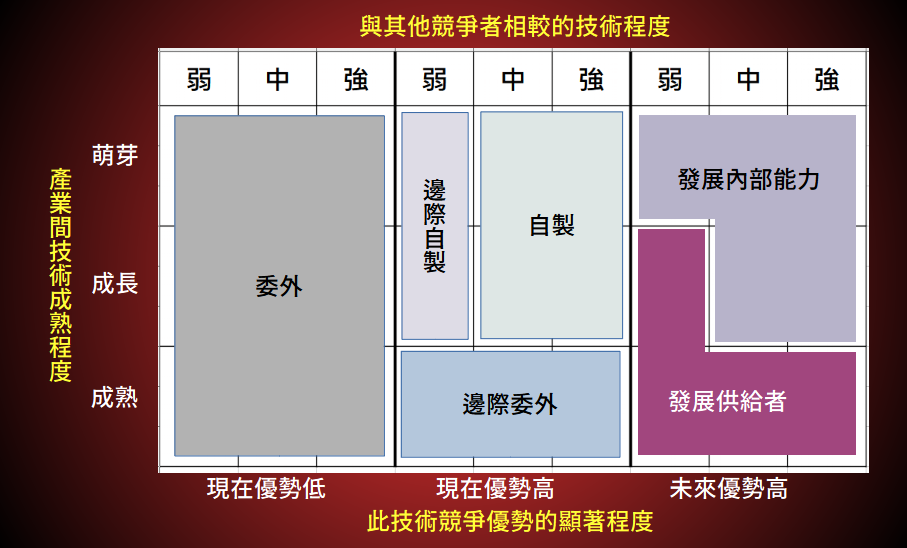 與其他競爭者相較的技術程度
弱 中 強 弱 中 強 弱 中 強
產業間技術成熟程度
萌芽
成長
成熟
委外
邊際自製
自製
發展內部能力
邊際委外
發展供給者
現在優勢低 現在優勢高 未來優勢高
此技術競爭優勢的顯著程度